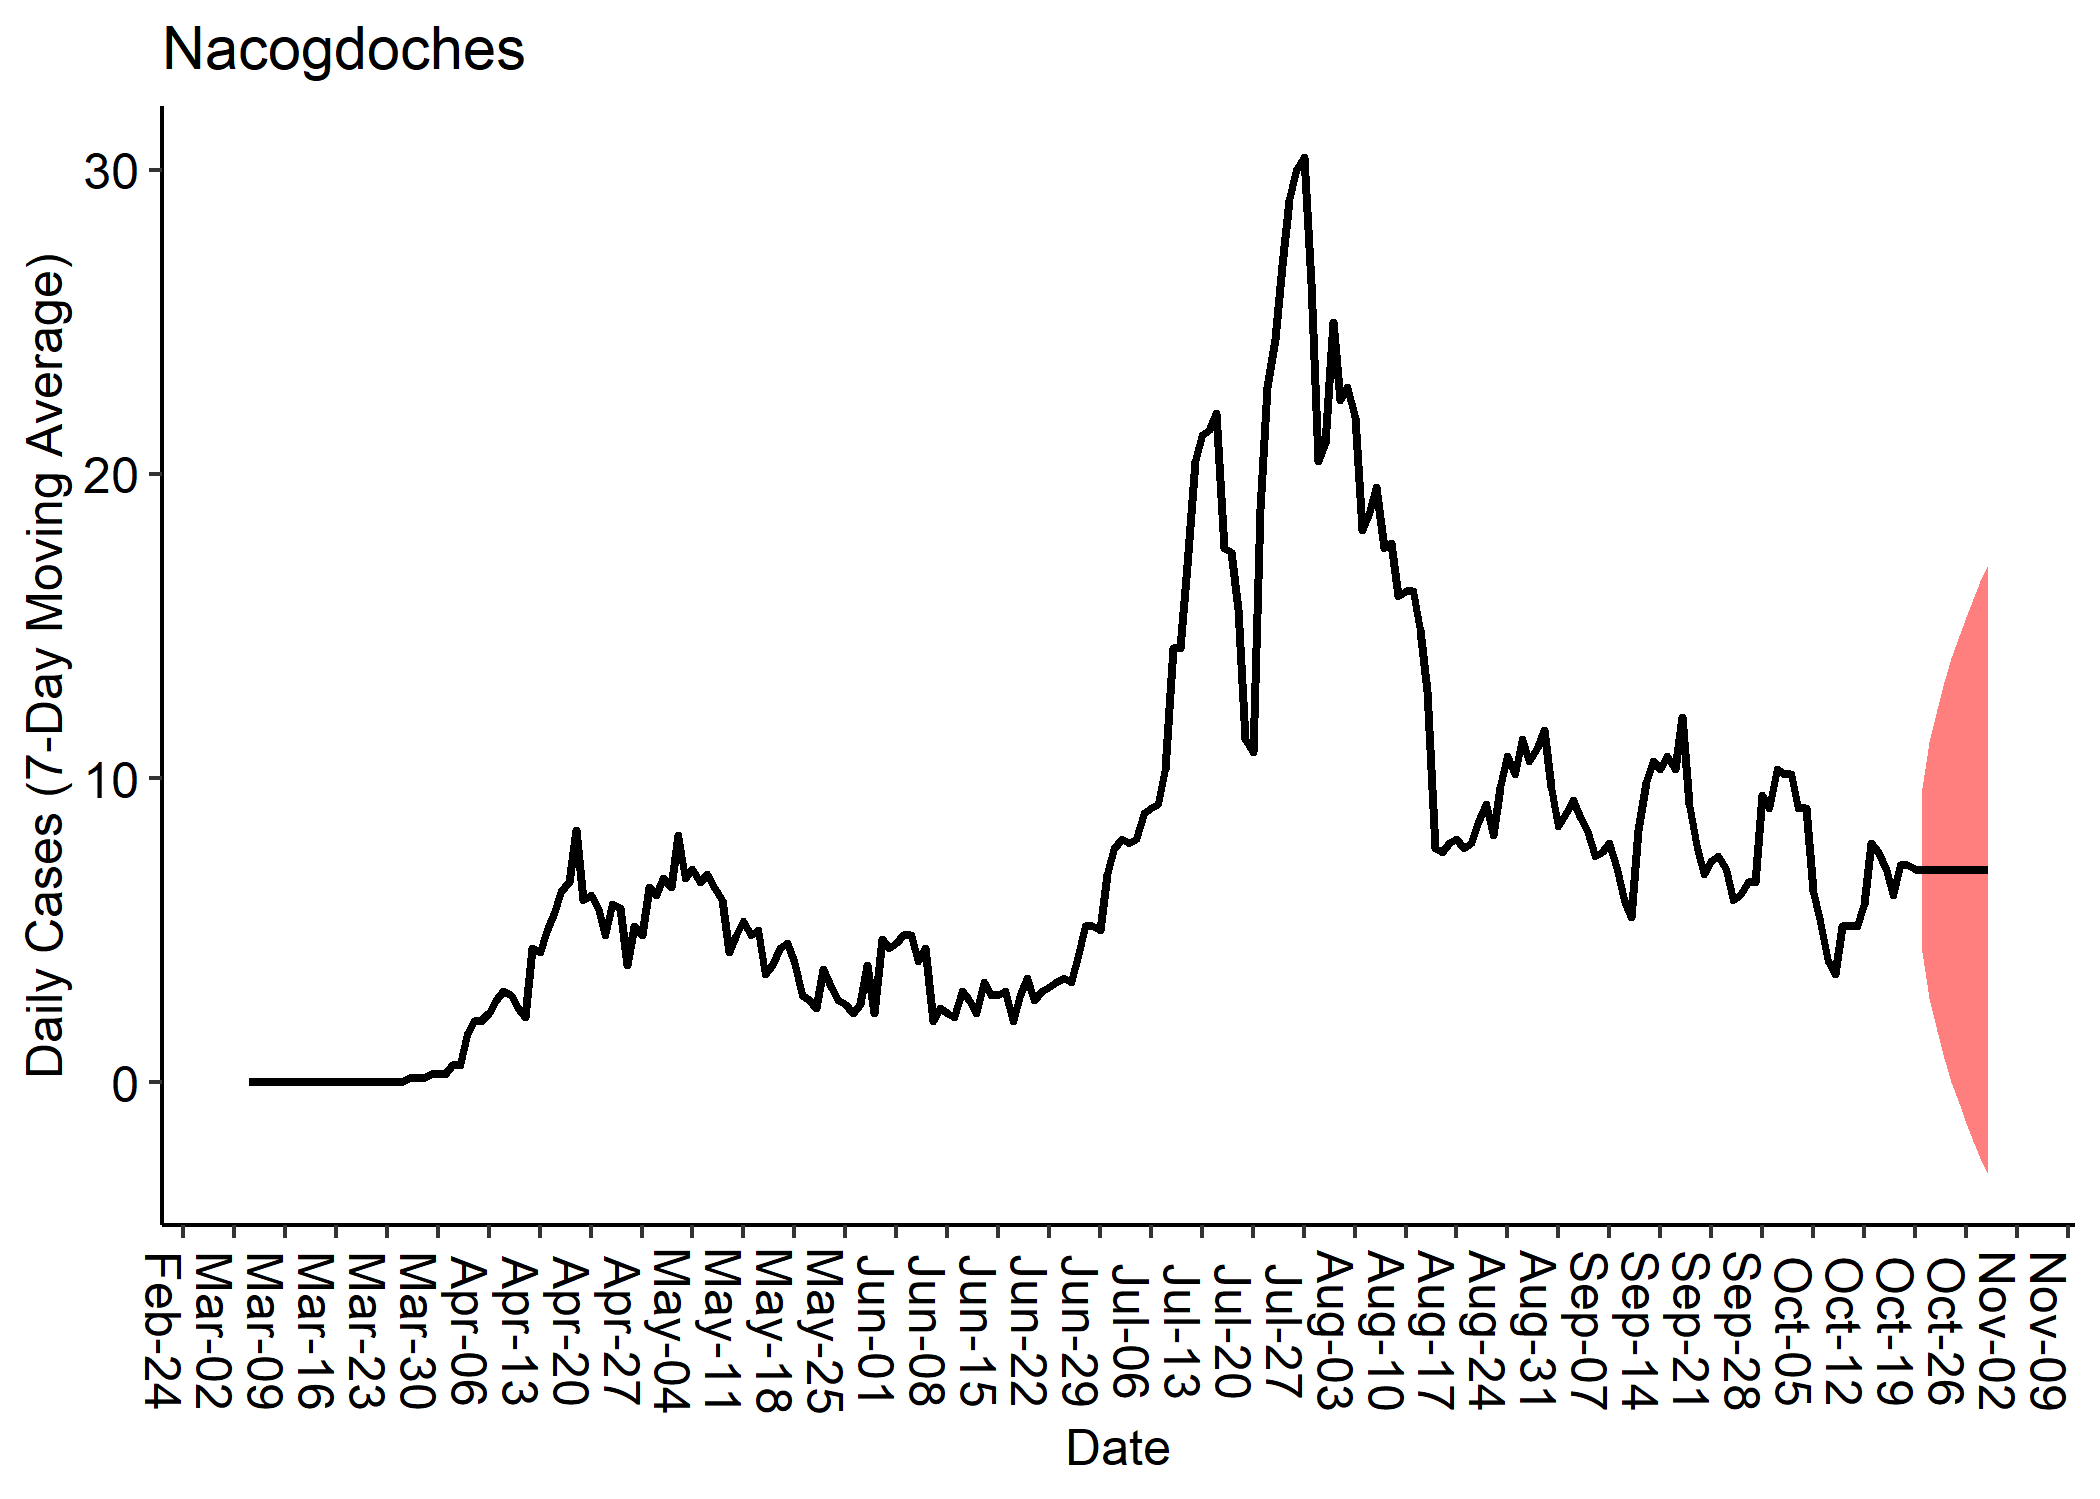 Nacogdoches
Daily Cases (7-Day Moving Average)
30
20
10
0
Feb-24
Mar-02
Mar-09
Mar-16
Mar-23
Mar-30
Apr-06
Apr-13
Apr-20
Apr-27
May-04
May-11
May-18
May-25
Jun-01
Jun-08
Jun-15
Jun-22
Jun-29
Jul-06
Jul-13
Jul-20
Jul-27
Aug-03
Aug-10
Aug-17
Aug-24
Aug-31
Sep-07
Sep-14
Sep-21
Sep-28
Oct-05
Oct-12
Oct-19
Oct-26
Nov-02
Nov-09
Date